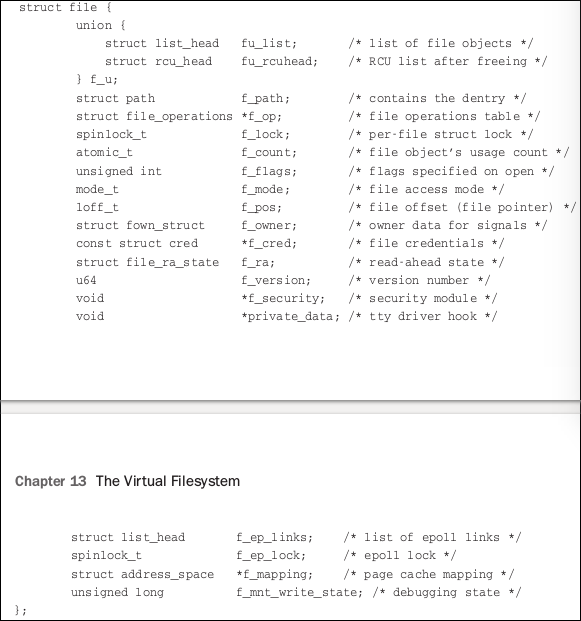 struct file {
union {
struct list_head fu_list; /* list of file objects */
struct rcu_head fu_rcuhead; /* RCU list after freeing */
} f_u;
struct path f_path; /* contains the dentry */
struct file_operations *f_op; /* file operations table */
spinlock_t f_lock; /* per-file struct lock */
atomic_t f_count; /* file object’s usage count */
unsigned int f_flags; /* flags specified on open */
mode_t f_mode; /* file access mode */
loff_t f_pos; /* file offset (file pointer) */
struct fown_struct f_owner; /* owner data for signals */
const struct cred *f_cred; /* file credentials */
struct file_ra_state f_ra; /* read-ahead state */
u64 f_version; /* version number */
void *f_security; /* security module */
void *private_data; /* tty driver hook */
Chapter 13 The Virtual Filesystem
struct list_head f_ep_links; /* list of epoll links */
spinlock_t f_ep_lock; /* epoll lock */
struct address_space *f_mapping; /* page cache mapping */
unsigned long f_mnt_write_state; /* debugging state */
};